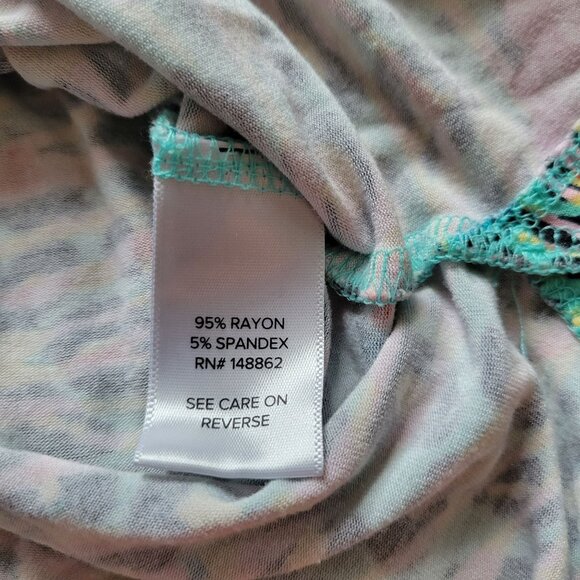 95% RAYON
5% SPANDEX
RN# 148862
SEE CARE ON
REVERSE